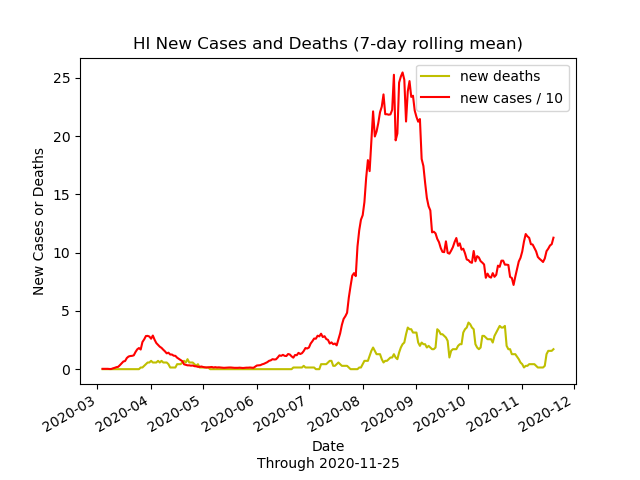 HI New Cases and Deaths (7-day rolling mean)
new deaths
new cases / 10
25
20
15
10
5
0
New Cases or Deaths
2020-03
2020-04
2020-05
2020-06
2020-07
2020-08
2020-09
2020-10
2020-11
2020-12
Date
Through 2020-11-25